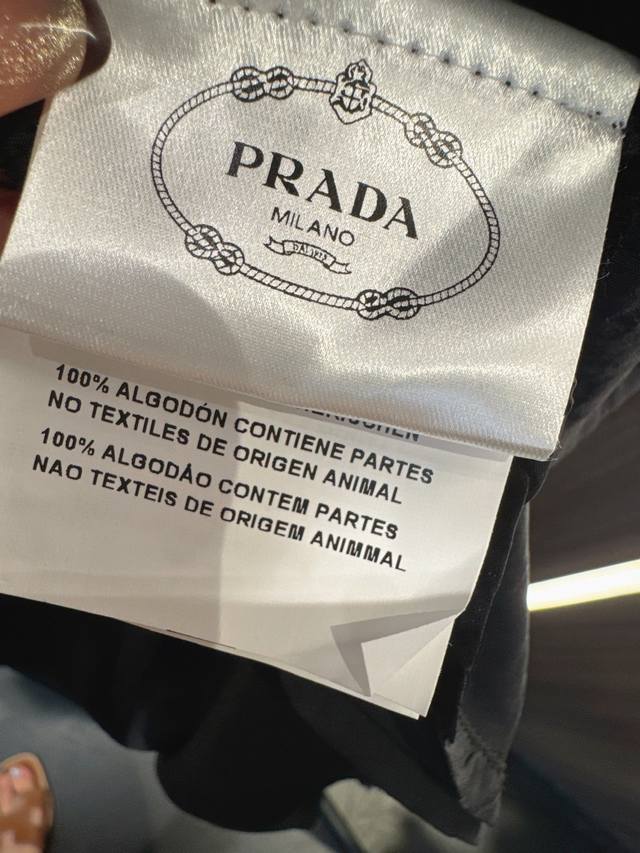 PRADA
MILANO
100% ALGODÓN CONTIENE PARTES
NO TEXTILES DE ORIGEN ANIMAL
100% ALGODÃO CONTEM PARTES
NAO TEXTEIS DE ORIGEM ANIMMAL